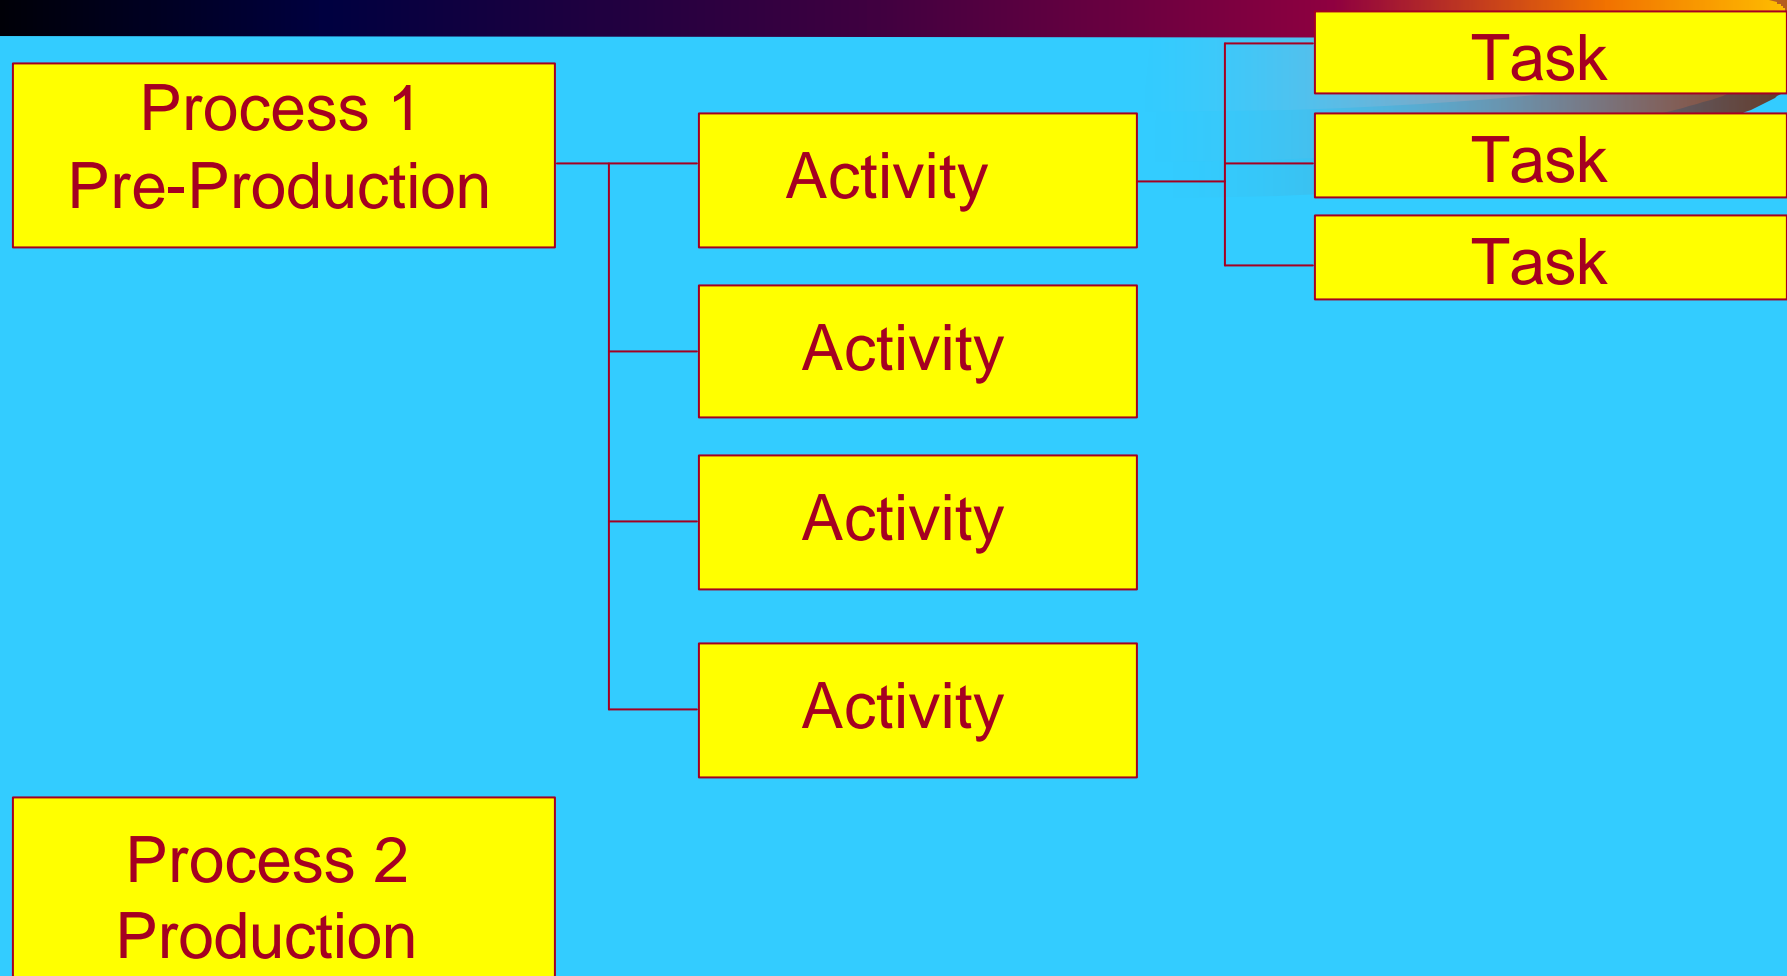 Process 1
Pre-Production
Activity
Task
Task
Task
Activity
Activity
Activity
Process 2
Production